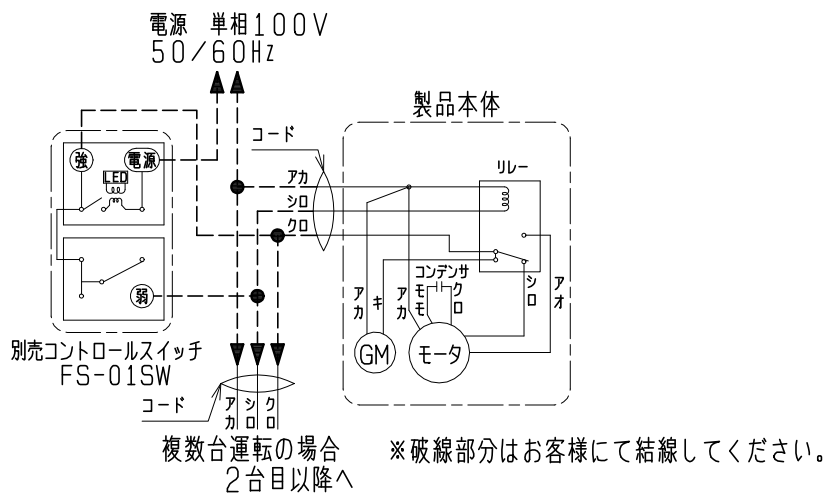 電源 単相100V
50/60Hz
製品本体
コード
強
電源
LED
アカ
シロ
クロ
リレー
弱
コンデンサ
モモ
クロ
アカ
キ
アカ
シロ
アオ
GM
モータ
別売コントロールスイッチ
FS-01SW
コード
アカ
シロ
クロ
複数台運転の場合
2台目以降へ
※破線部分はお客様にて結線してください。